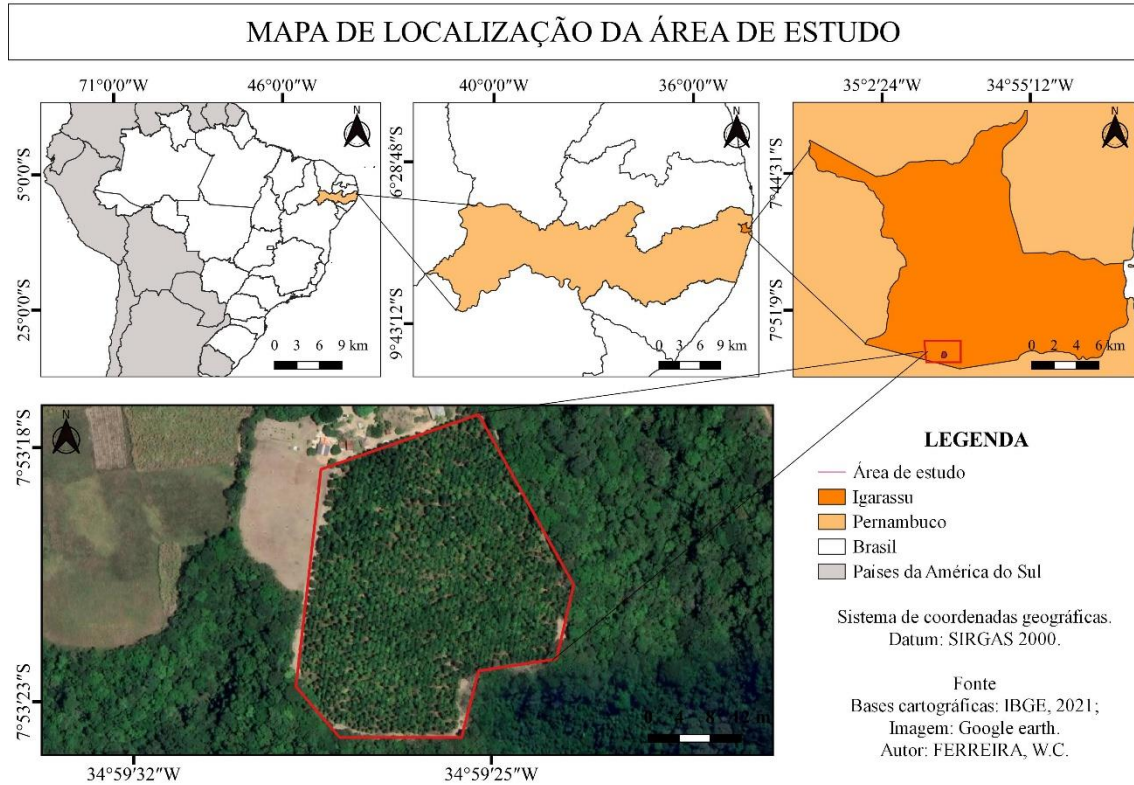 MAPA DE LOCALIZAÇÃO DA ÁREA DE ESTUDO
71°0'0"W 46°0'0"W
40°0'0"W 36°0'0"W
35°2'24"W 34°55'12"W
5°0'0"S
25°0'0"S
N
0 3 6 9 km
6°28'48"S
9°43'12"S
N
0 3 6 9 km
7°44'31"S
7°51'9"S
N
0 2 4 6 km
7°53'18"S
7°53'23"S
N
0 4 8 12 m
34°59'32"W 34°59'25"W
LEGENDA
Área de estudo
Igarassu
Pernambuco
Brasil
Paises da América do Sul
Sistema de coordenadas geográficas.
Datum: SIRGAS 2000.
Fonte
Bases cartográficas: IBGE, 2021;
Imagem: Google earth.
Autor: FERREIRA, W.C.